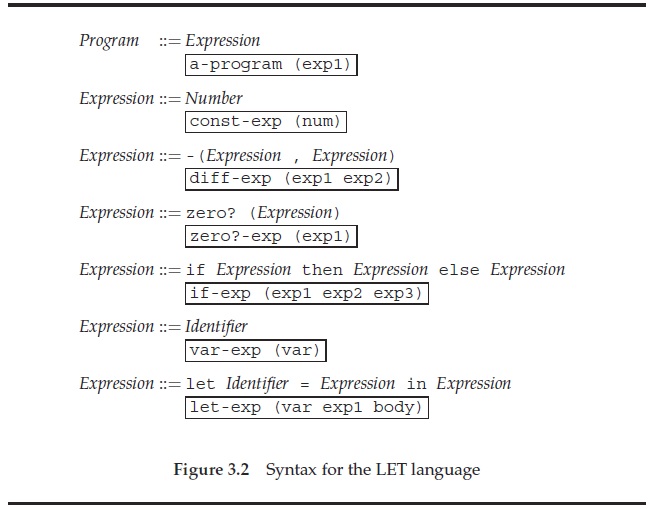 Program ::= Expression
a-program (exp1)
Expression ::= Number
const-exp (num)
Expression ::= -(Expression , Expression)
diff-exp (exp1 exp2)
Expression ::= zero? (Expression)
zero?-exp (exp1)
Expression ::= if Expression then Expression else Expression
if-exp (exp1 exp2 exp3)
Expression ::= Identifier
var-exp (var)
Expression ::= let Identifier = Expression in Expression
let-exp (var exp1 body)
Figure 3.2 Syntax for the LET language